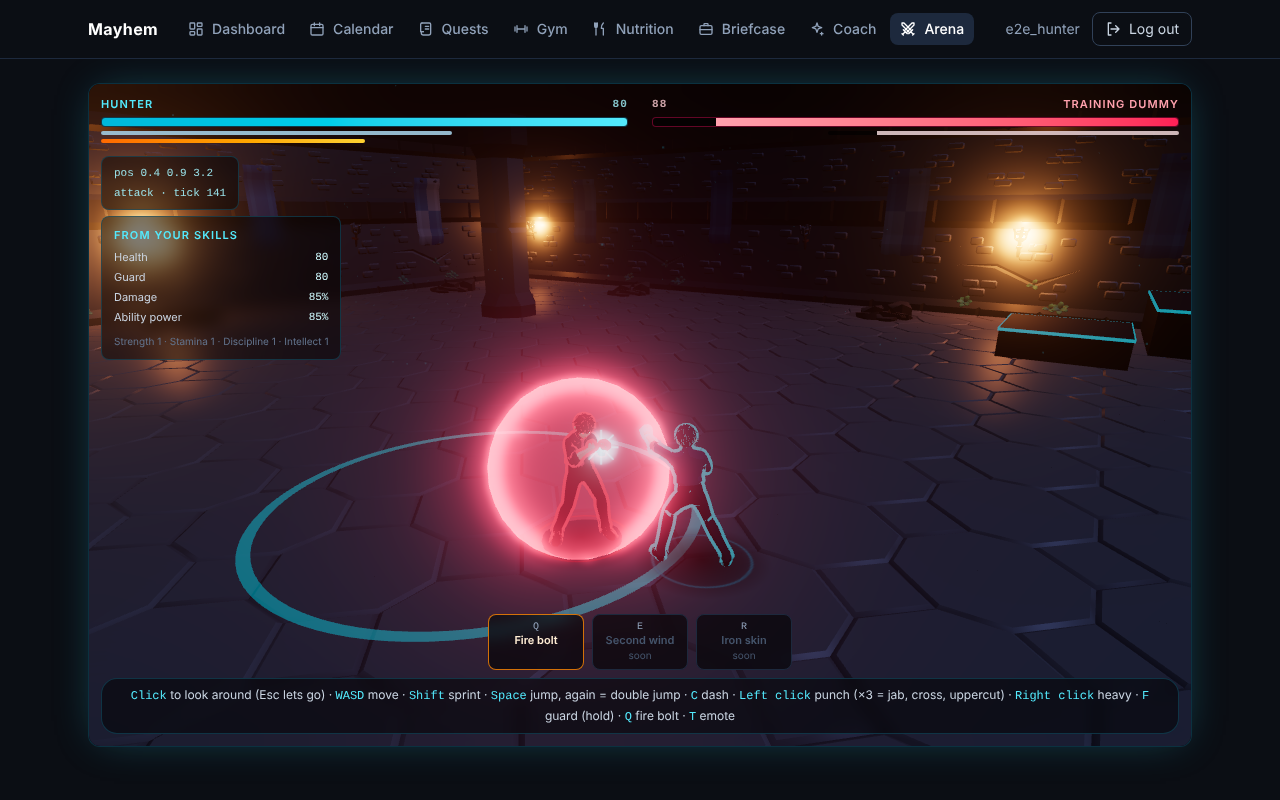 Mayhem
Dashboard
Calendar
Quests
Gym
Nutrition
Briefcase
Coach
Arena
e2e_hunter
Log out
HUNTER 80
88 TRAINING DUMMY
pos 0.4 0.9 3.2
attack · tick 141
FROM YOUR SKILLS
Health 80
Guard 80
Damage 85%
Ability power 85%
Strength 1 · Stamina 1 · Discipline 1 · Intellect 1
Q
Fire bolt
E
Second wind
soon
R
Iron skin
soon
Click to look around (Esc lets go) · WASD move · Shift sprint · Space jump, again = double jump · C dash · Left click punch (×3 = jab, cross, uppercut) · Right click heavy · F
guard (hold) · Q fire bolt · T emote